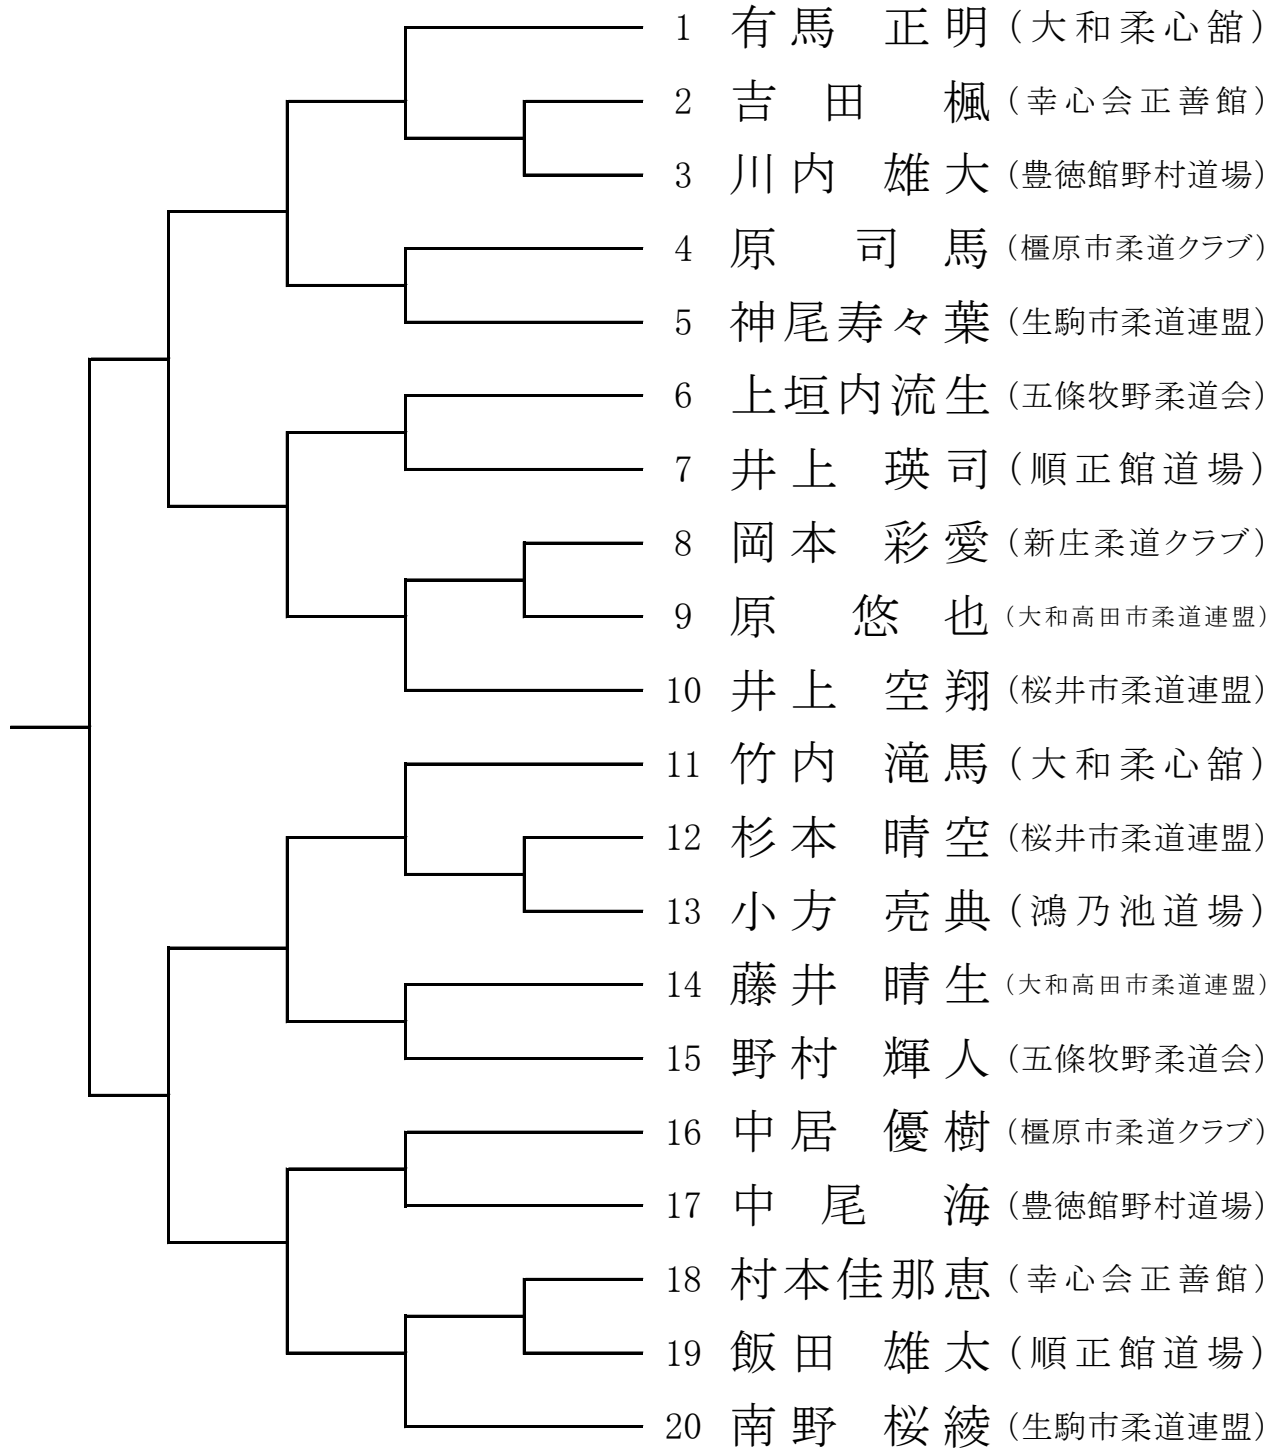 1 有馬 正明 (大和柔心舘)
2 吉田 楓 (幸心会正善館)
3 川内 雄大 (豊徳館野村道場)
4 原 司馬 (橿原市柔道クラブ)
5 神尾寿々葉 (生駒市柔道連盟)
6 上垣内流生 (五條牧野柔道会)
7 井上 瑛司 (順正館道場)
8 岡本 彩愛 (新庄柔道クラブ)
9 原 悠也 (大和高田市柔道連盟)
10 井上 空翔 (桜井市柔道連盟)
11 竹内 滝馬 (大和柔心舘)
12 杉本 晴空 (桜井市柔道連盟)
13 小方 亮典 (鴻乃池道場)
14 藤井 晴生 (大和高田市柔道連盟)
15 野村 輝人 (五條牧野柔道会)
16 中居 優樹 (橿原市柔道クラブ)
17 中尾 海 (豊徳館野村道場)
18 村本佳那恵 (幸心会正善館)
19 飯田 雄太 (順正館道場)
20 南野 桜綾 (生駒市柔道連盟)